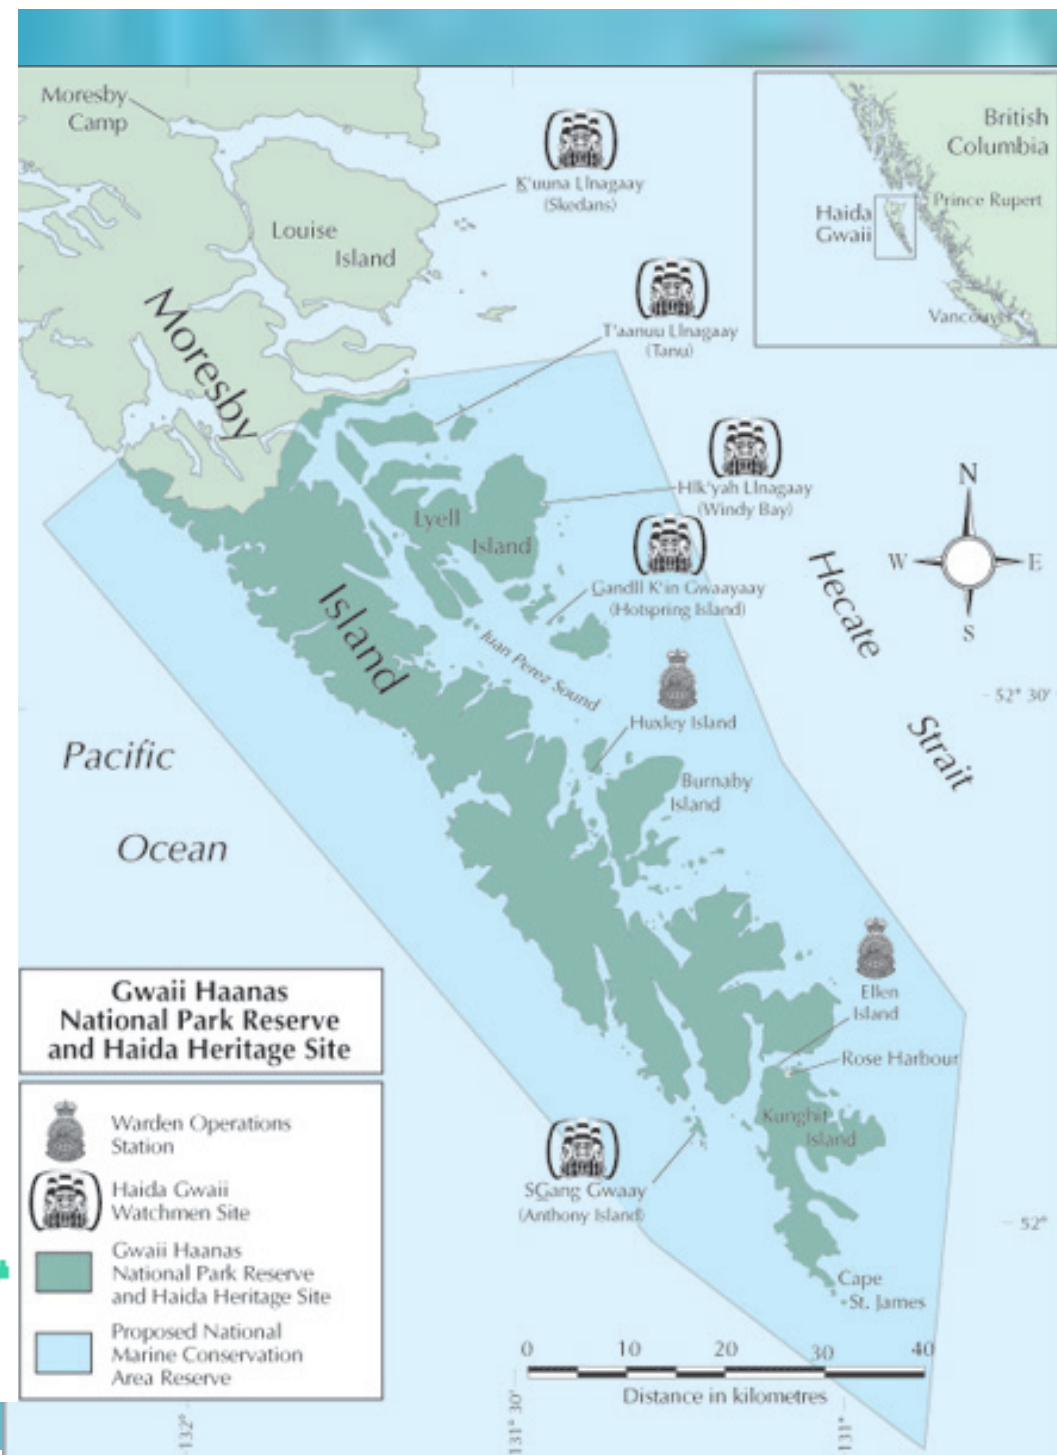 Moresby
Camp
K'uuna Llnagaay
(Skedans)
British
Columbia
Prince Rupert
Haida
Gwaii
Vancouver
Louise
Island
T'aanuu Llnagaay
(Tanu)
Moresby
Island
Hlk'yah Llnagaay
(Windy Bay)
Lyell
Island
Gandll K'in Gwaayaay
(Hotspring Island)
N
W
E
S
Hecate
Strait
Juan Perez Sound
52° 30'
Huxley Island
Pacific
Ocean
Burnaby
Island
Ellen
Island
Rose Harbour
Kunghit
Island
SGang Gwaay
(Anthony Island)
52°
Cape
St. James
Gwaii Haanas
National Park Reserve
and Haida Heritage Site
Warden Operations
Station
Haida Gwaii
Watchmen Site
Gwaii Haanas
National Park Reserve
and Haida Heritage Site
Proposed National
Marine Conservation
Area Reserve
0 10 20 30 40
Distance in kilometres
132°
131° 30'
131°